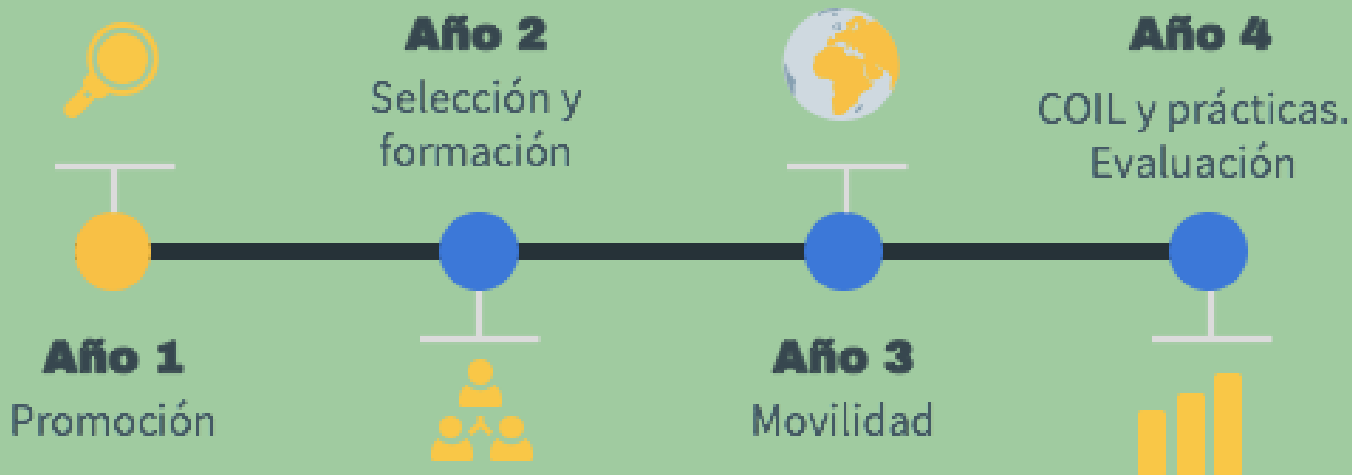 Año 1
Promoción
Año 2
Selección y
formación
Año 3
Movilidad
Año 4
COIL y prácticas.
Evaluación